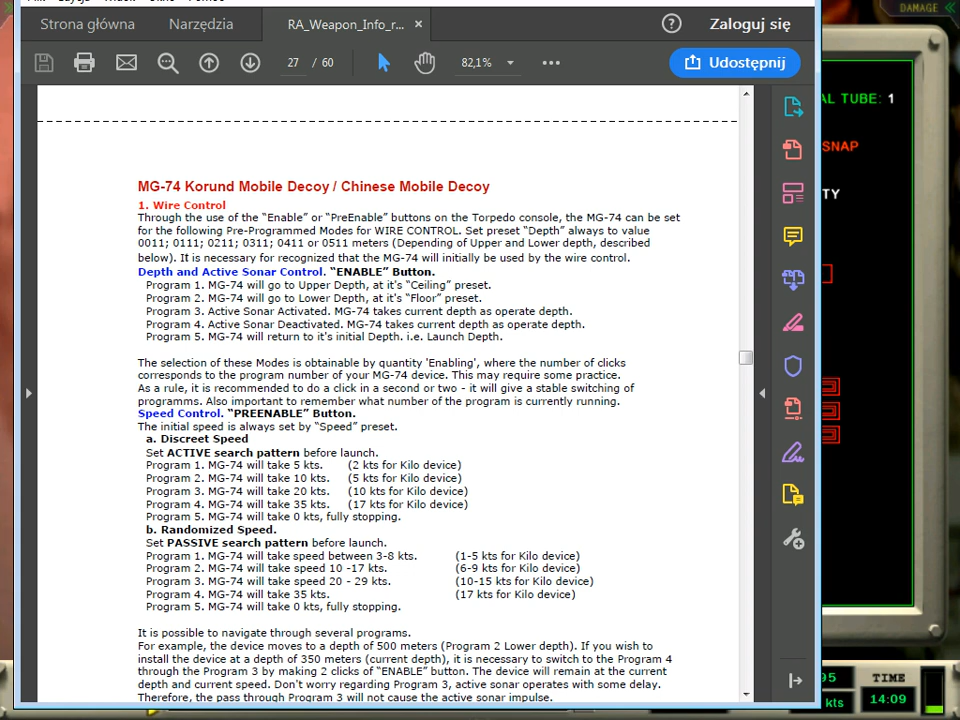 DAMAGE
Strona główna
Narzędzia
RA_Weapon_Info_r...
Zaloguj się
27 / 60
82,1%
Udostępnij
AL TUBE: 1
SNAP
TY
MG-74 Korund Mobile Decoy / Chinese Mobile Decoy
1. Wire Control
Through the use of the “Enable” or “PreEnable” buttons on the Torpedo console, the MG-74 can be set
for the following Pre-Programmed Modes for WIRE CONTROL. Set preset “Depth” always to value
0011; 0111; 0211; 0311; 0411 or 0511 meters (Depending of Upper and Lower depth, described
below). It is necessary for recognized that the MG-74 will initially be used by the wire control.
Depth and Active Sonar Control. “ENABLE” Button.
Program 1. MG-74 will go to Upper Depth, at it's “Ceiling” preset.
Program 2. MG-74 will go to Lower Depth, at it's “Floor” preset.
Program 3. Active Sonar Activated. MG-74 takes current depth as operate depth.
Program 4. Active Sonar Deactivated. MG-74 takes current depth as operate depth.
Program 5. MG-74 will return to it's initial Depth. i.e. Launch Depth.
The selection of these Modes is obtainable by quantity 'Enabling', where the number of clicks
corresponds to the program number of your MG-74 device. This may require some practice.
As a rule, it is recommended to do a click in a second or two - it will give a stable switching of
programs. Also important to remember what number of the program is currently running.
Speed Control. “PREENABLE” Button.
The initial speed is always set by “Speed” preset.
a. Discreet Speed
Set ACTIVE search pattern before launch.
Program 1. MG-74 will take 5 kts. (2 kts for Kilo device)
Program 2. MG-74 will take 10 kts. (5 kts for Kilo device)
Program 3. MG-74 will take 20 kts. (10 kts for Kilo device)
Program 4. MG-74 will take 35 kts. (17 kts for Kilo device)
Program 5. MG-74 will take 0 kts, fully stopping.
b. Randomized Speed.
Set PASSIVE search pattern before launch.
Program 1. MG-74 will take speed between 3-8 kts. (1-5 kts for Kilo device)
Program 2. MG-74 will take speed 10 -17 kts. (6-9 kts for Kilo device)
Program 3. MG-74 will take speed 20 - 29 kts. (10-15 kts for Kilo device)
Program 4. MG-74 will take 35 kts. (17 kts for Kilo device)
Program 5. MG-74 will take 0 kts, fully stopping.
It is possible to navigate through several programs.
For example, the device moves to a depth of 500 meters (Program 2 Lower depth). If you wish to
install the device at a depth of 350 meters (current depth), it is necessary to switch to the Program 4
through the Program 3 by making 2 clicks of “ENABLE” button. The device will remain at the current
depth and current speed. Don't worry regarding Program 3, active sonar operates with some delay.
Therefore, the pass through Program 3 will not cause the active sonar impulse.
95
kts
TIME
14:09